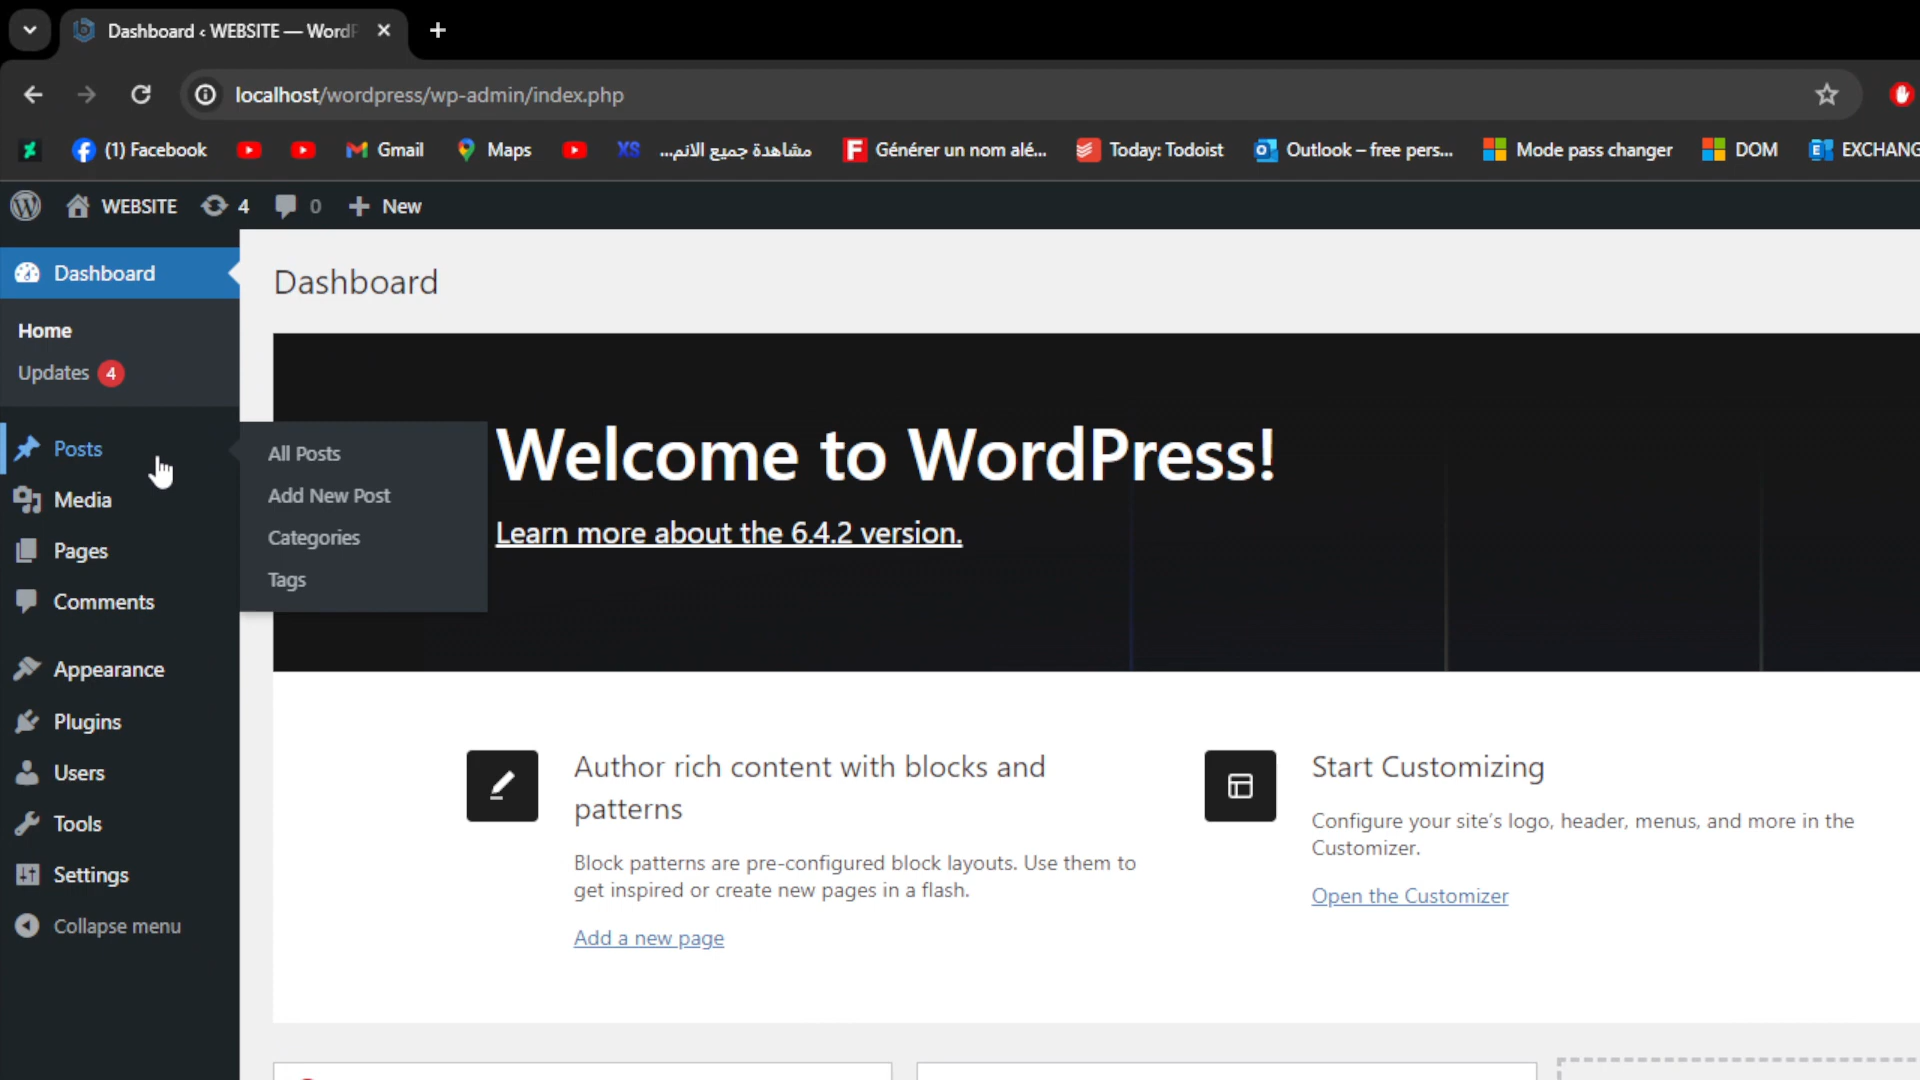 Dashboard ‹ WEBSITE — WordP
localhost/wordpress/wp-admin/index.php
(1) Facebook Gmail Maps XS مشاهدة جميع الانم... Générer un nom alé... Today: Todoist Outlook – free pers... Mode pass changer DOM EXCHANG
WEBSITE 4 0 + New
Dashboard
Home
Updates 4
Posts
Media
Pages
Comments
Appearance
Plugins
Users
Tools
Settings
Collapse menu
All Posts
Add New Post
Categories
Tags
Dashboard
Welcome to WordPress!
Learn more about the 6.4.2 version.
Author rich content with blocks and
patterns
Block patterns are pre-configured block layouts. Use them to
get inspired or create new pages in a flash.
Add a new page
Start Customizing
Configure your site's logo, header, menus, and more in the
Customizer.
Open the Customizer